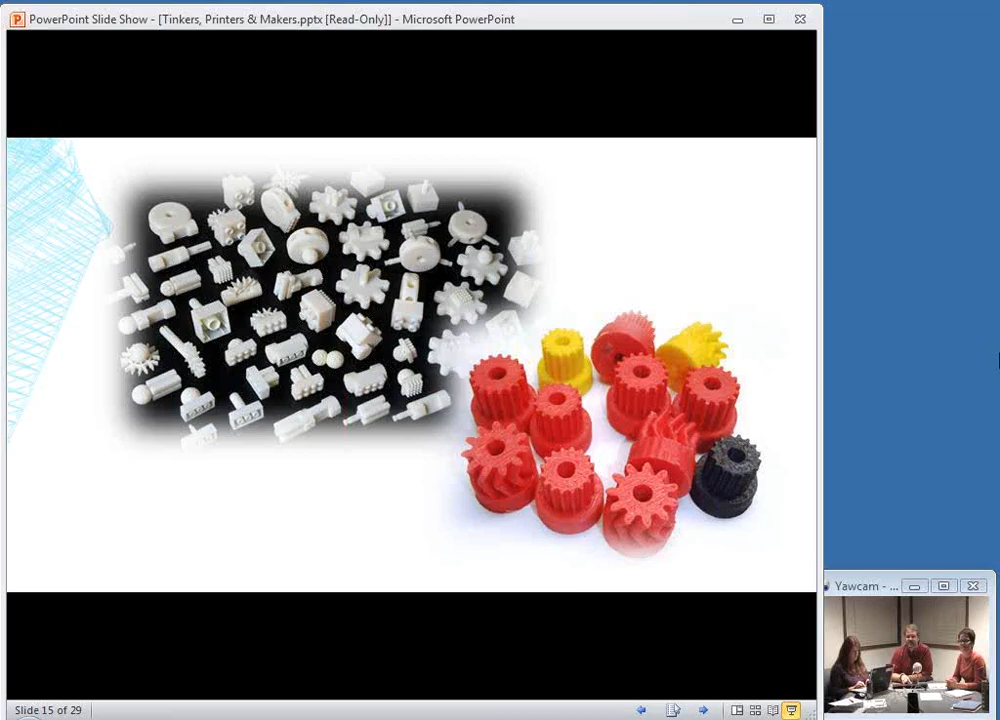 PowerPoint Slide Show - [Tinkers, Printers & Makers.pptx [Read-Only]] - Microsoft PowerPoint
Yawcam - ...
Slide 15 of 29